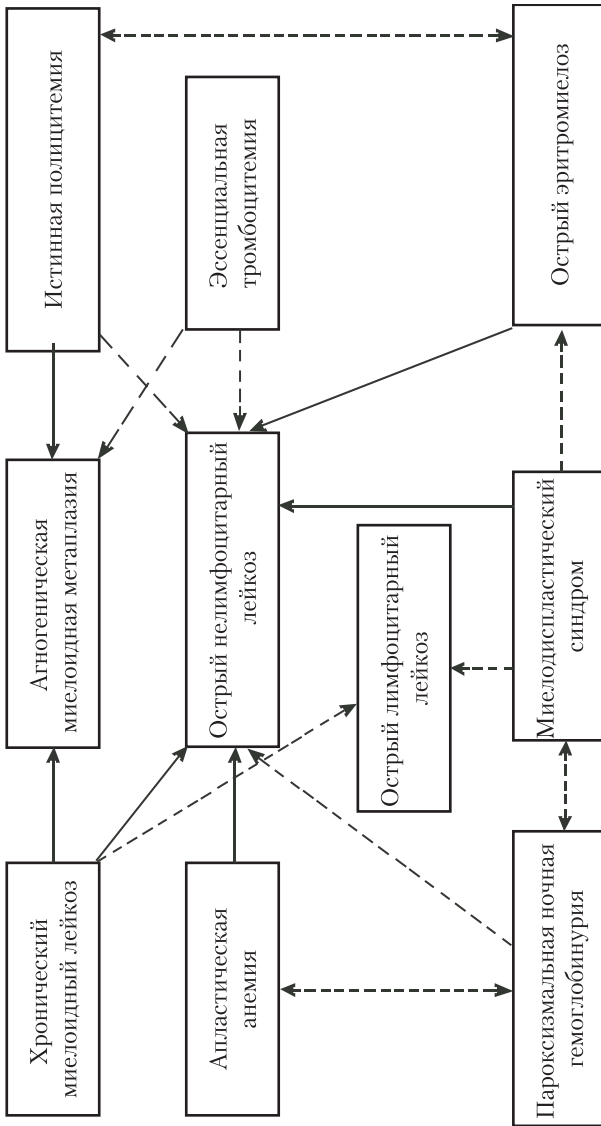 Хронический
миелоидный лейкоз
Агногеническая
миелоидная метаплазия
Истинная полицитемия
Апластическая
анемия
Острый нелимфоцитарный
лейкоз
Эссенциальная
тромбоцитемия
Острый лимфоцитарный
лейкоз
Пароксизмальная ночная
гемоглобинурия
Миелодиспластический
синдром
Острый эритромиелоз